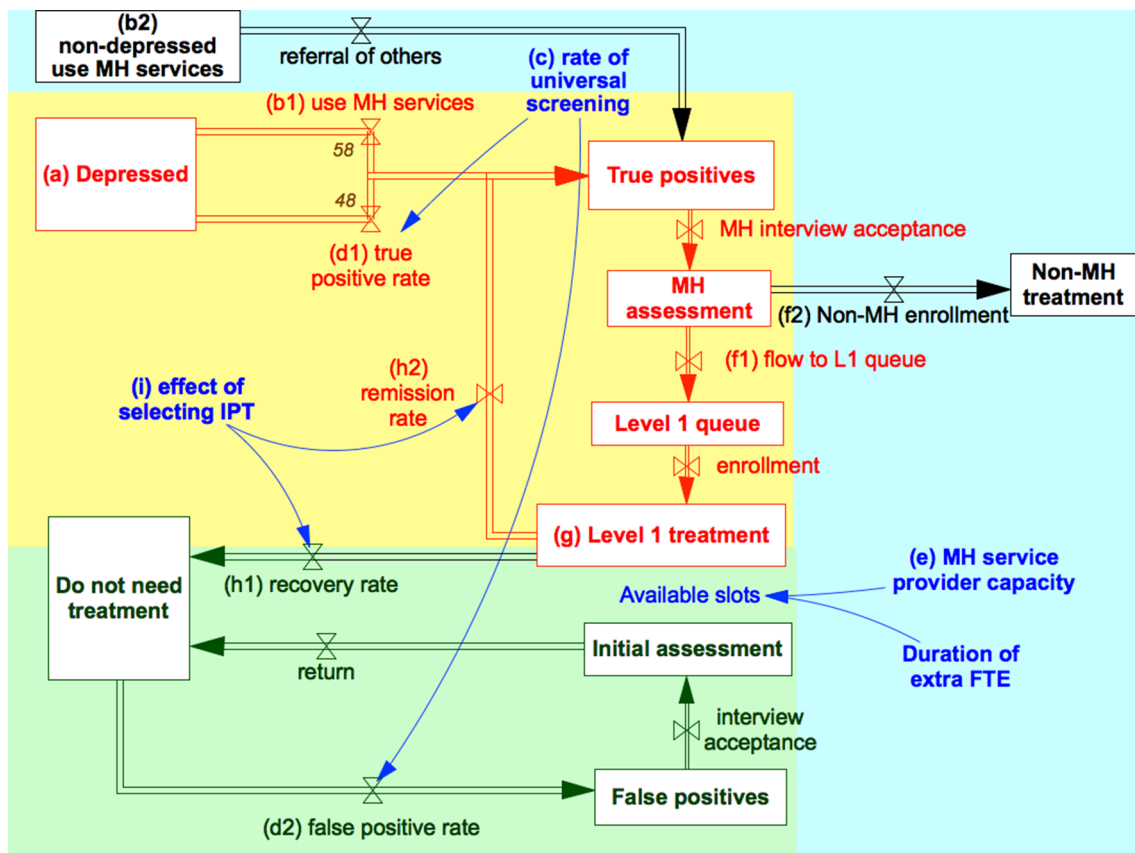 (b2)
non-depressed
use MH services
referral of others
(c) rate of
universal
screening
(b1) use MH services
58
(a) Depressed
48
True positives
(d1) true
positive rate
MH interview acceptance
MH
assessment
Non-MH
treatment
(f2) Non-MH enrollment
(f1) flow to L1 queue
(h2)
remission
rate
(i) effect of
selecting IPT
Level 1 queue
enrollment
(g) Level 1 treatment
Do not need
treatment
(h1) recovery rate
(e) MH service
provider capacity
Available slots
Initial assessment
return
Duration of
extra FTE
interview
acceptance
False positives
(d2) false positive rate